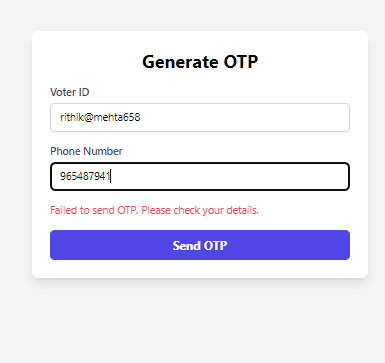 Generate OTP
Voter ID
rithik@mehta658
Phone Number
965487941
Failed to send OTP. Please check your details.
Send OTP